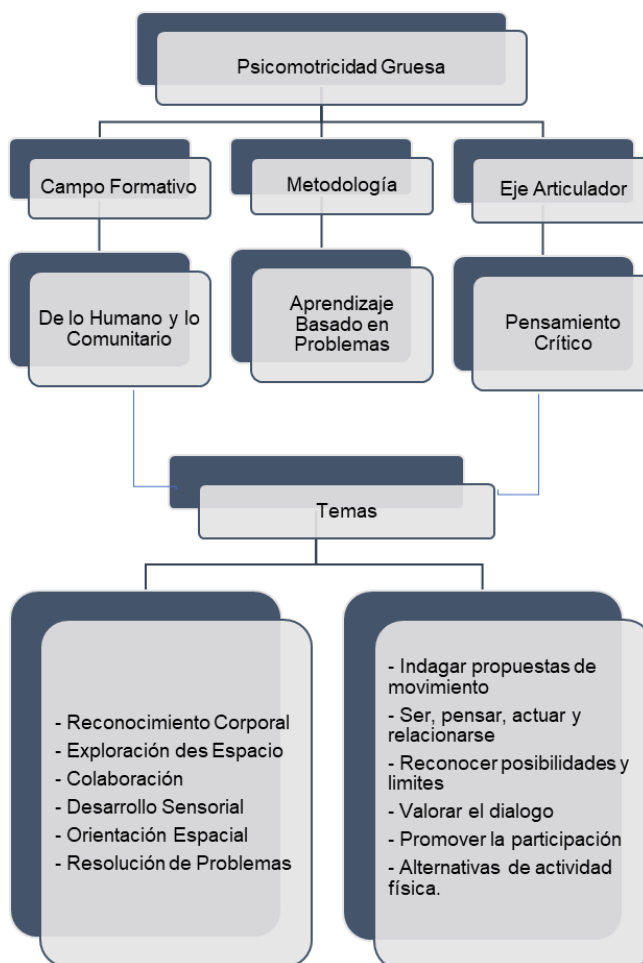 Psicomotricidad Gruesa
Campo Formativo
Metodología
Eje Articulador
De lo Humano y lo
Comunitario
Aprendizaje
Basado en
Problemas
Pensamiento
Crítico
Temas
- Reconocimiento Corporal
- Exploración des Espacio
- Colaboración
- Desarrollo Sensorial
- Orientación Espacial
- Resolución de Problemas
- Indagar propuestas de
movimiento
- Ser, pensar, actuar y
relacionarse
- Reconocer posibilidades y
limites
- Valorar el dialogo
- Promover la participación
- Alternativas de actividad
física.